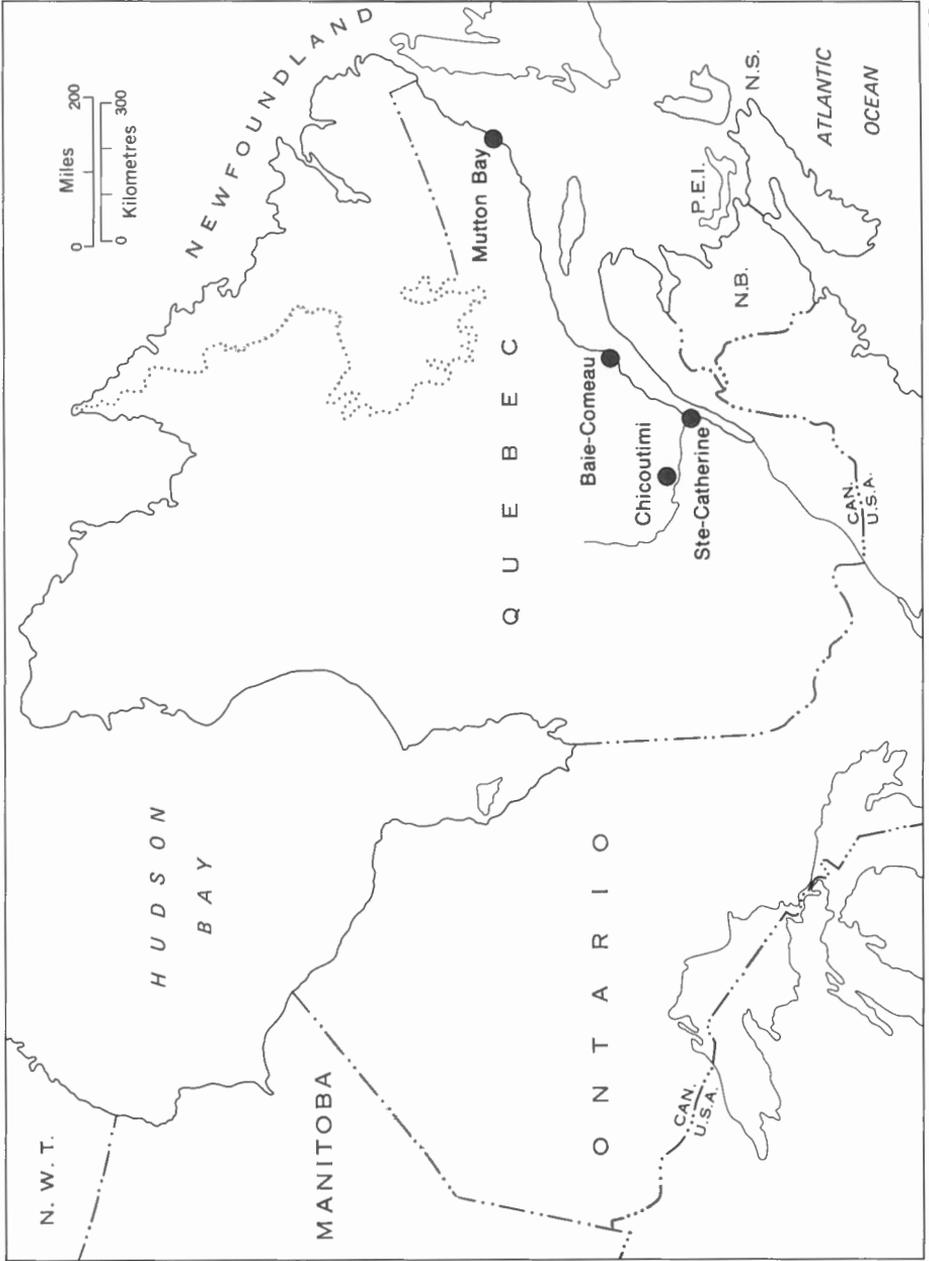 N. W. T.
HUDSON
BAY
MANITOBA
ONTARIO
CAN.
U.S.A.
QUEBEC
NEWFOUNDLAND
Miles
0 200
0 300
Kilometres
Mutton Bay
Baie-Comeau
Chicoutimi
Ste-Catherine
CAN.
U.S.A.
N.B.
P.E.I.
N.S.
ATLANTIC
OCEAN